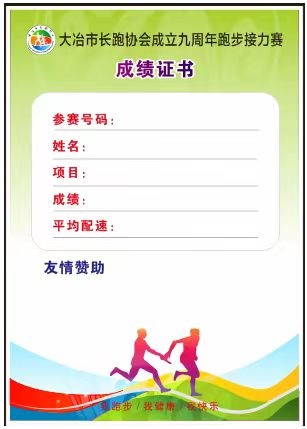 大冶市长跑协会成立九周年跑步接力赛
成绩证书
参赛号码：
姓名：
项目：
成绩：
平均配速：
友情赞助
我跑步 / 我健康 / 我快乐